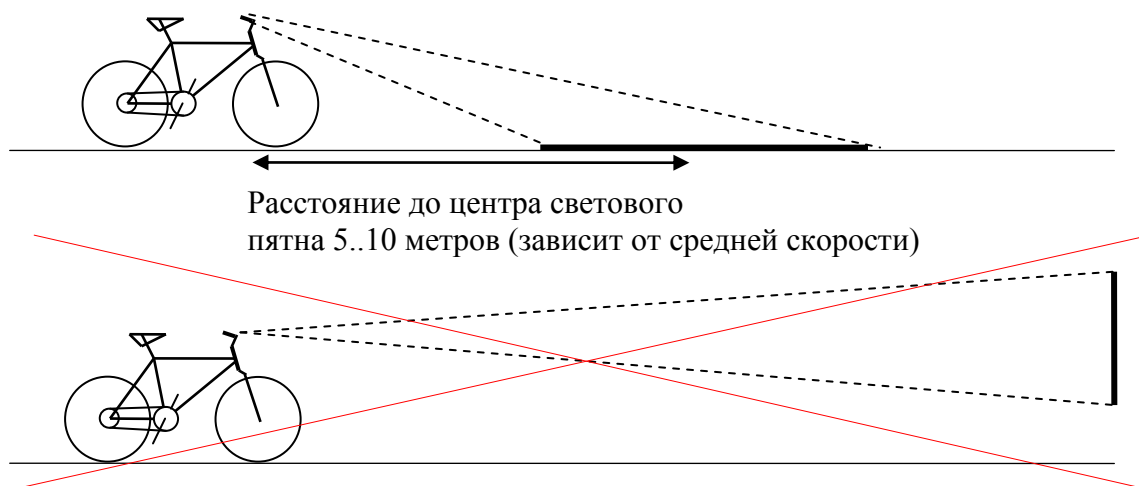 Расстояние до центра светового
пятна 5..10 метров (зависит от средней скорости)